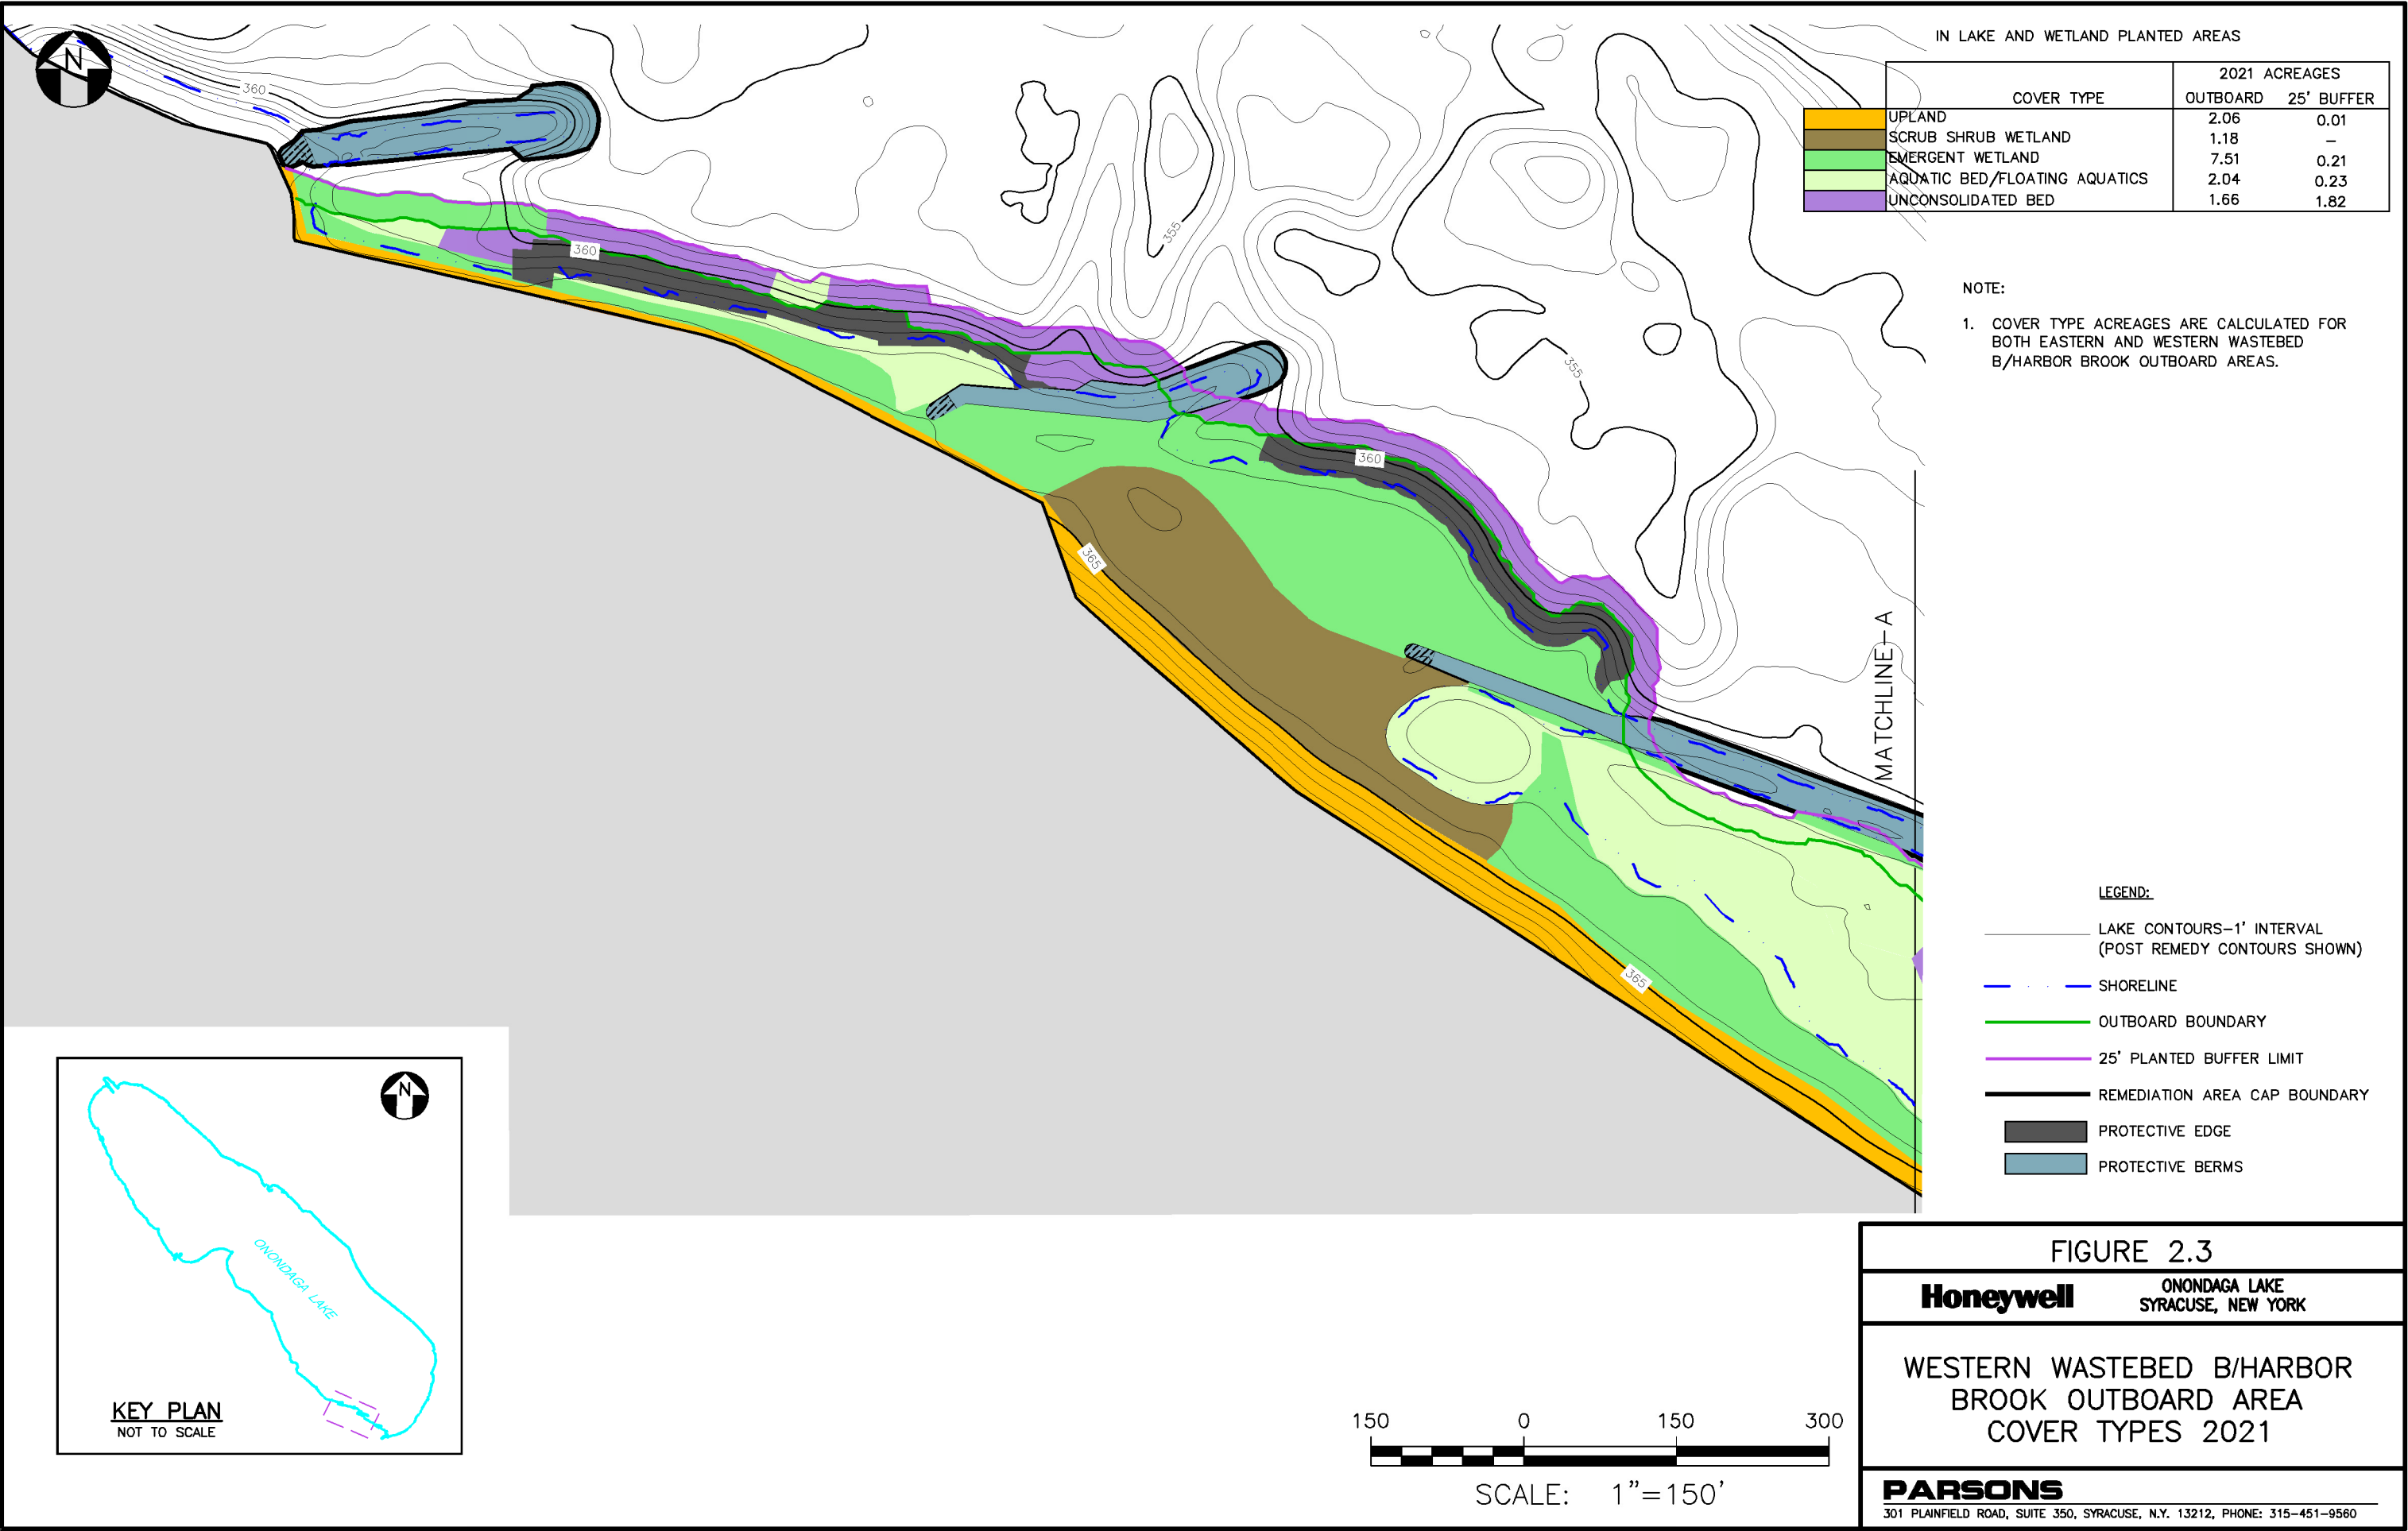 IN LAKE AND WETLAND PLANTED AREAS
2021 ACREAGES
COVER TYPE OUTBOARD 25' BUFFER
UPLAND 2.06 0.01
SCRUB SHRUB WETLAND 1.18 –
EMERGENT WETLAND 7.51 0.21
AQUATIC BED/FLOATING AQUATICS 2.04 0.23
UNCONSOLIDATED BED 1.66 1.82
NOTE:
1. COVER TYPE ACREAGES ARE CALCULATED FOR
BOTH EASTERN AND WESTERN WASTEBED
B/HARBOR BROOK OUTBOARD AREAS.
N
360
360
355
355
360
365
365
MATCHLINE–A
LEGEND:
LAKE CONTOURS–1' INTERVAL
(POST REMEDY CONTOURS SHOWN)
SHORELINE
OUTBOARD BOUNDARY
25' PLANTED BUFFER LIMIT
REMEDIATION AREA CAP BOUNDARY
PROTECTIVE EDGE
PROTECTIVE BERMS
N
ONONDAGA LAKE
KEY PLAN
NOT TO SCALE
150 0 150 300
SCALE: 1"=150'
FIGURE 2.3
Honeywell
ONONDAGA LAKE
SYRACUSE, NEW YORK
WESTERN WASTEBED B/HARBOR
BROOK OUTBOARD AREA
COVER TYPES 2021
PARSONS
301 PLAINFIELD ROAD, SUITE 350, SYRACUSE, N.Y. 13212, PHONE: 315–451–9560